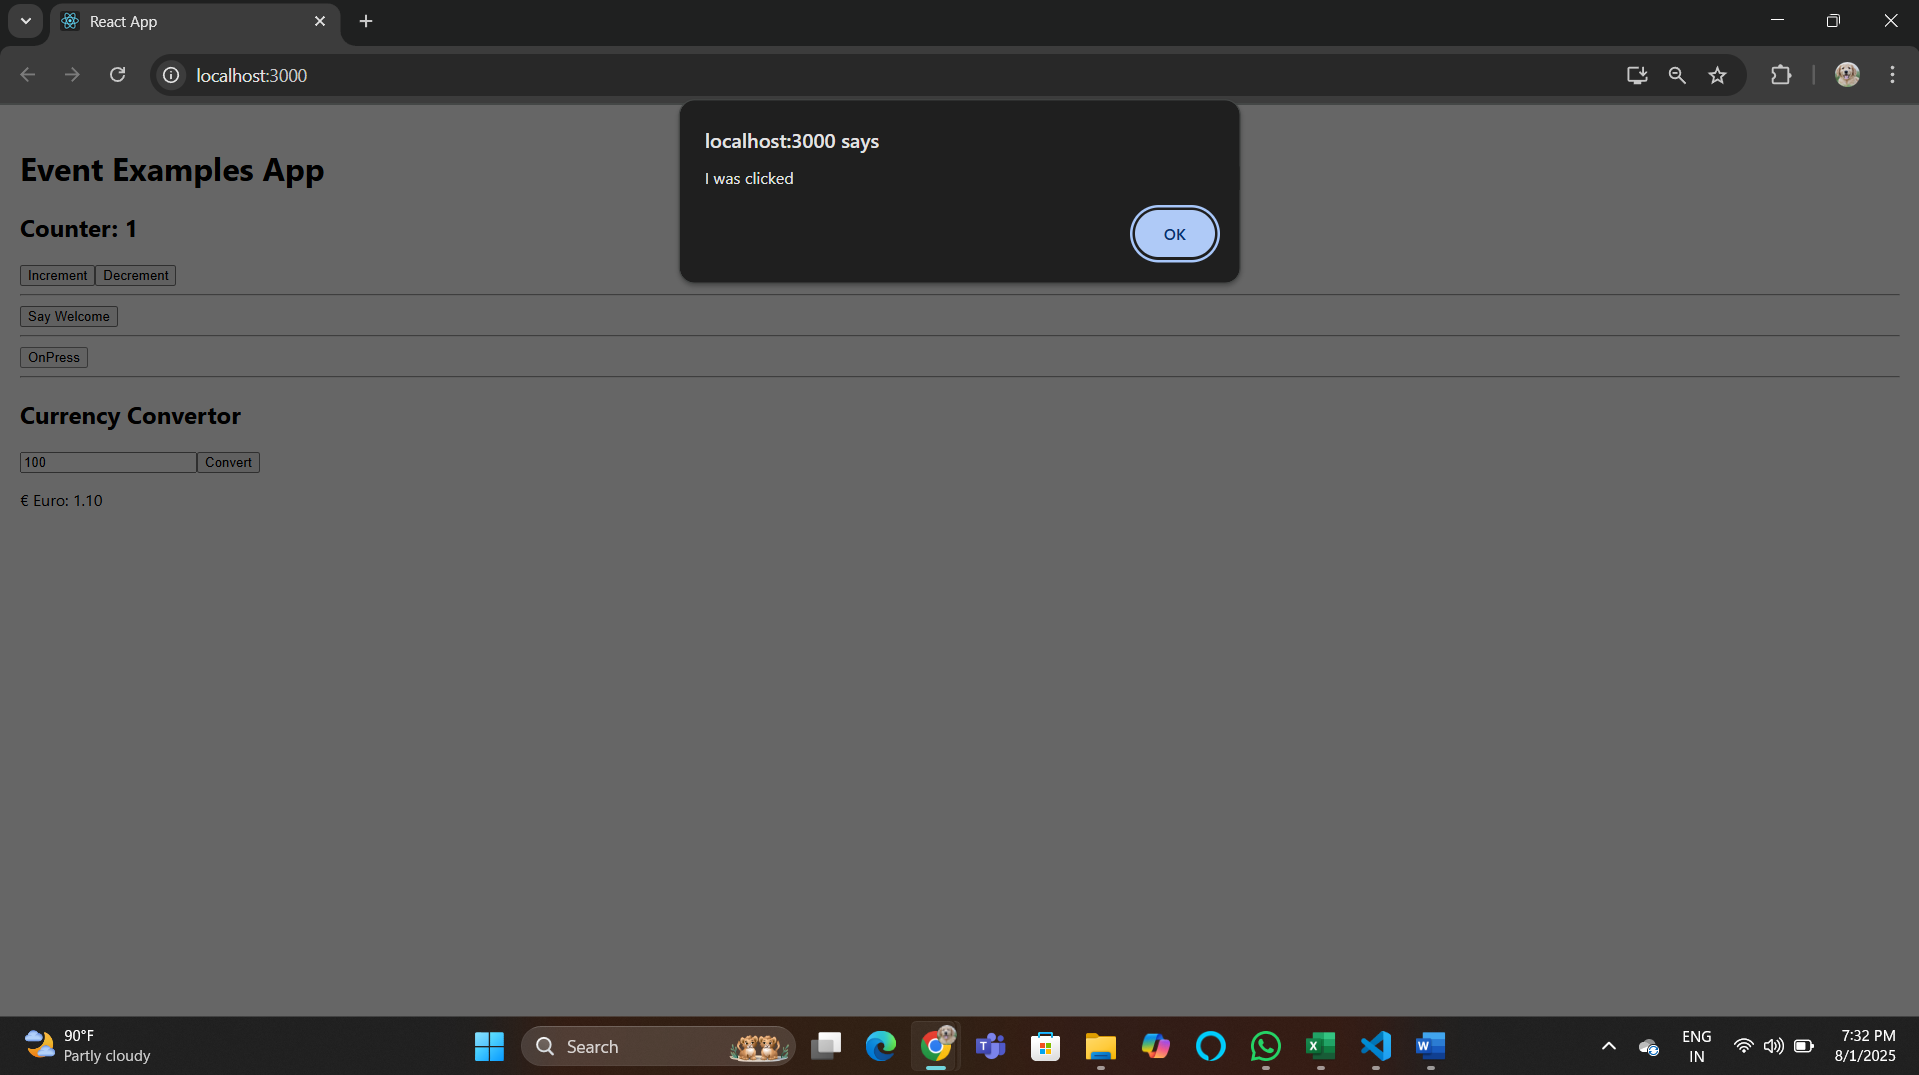 React App
localhost:3000
localhost:3000 says
I was clicked
OK
Event Examples App
Counter: 1
Increment Decrement
Say Welcome
OnPress
Currency Convertor
100 Convert
€ Euro: 1.10
90°F
Partly cloudy
Search
ENG
IN
7:32 PM
8/1/2025